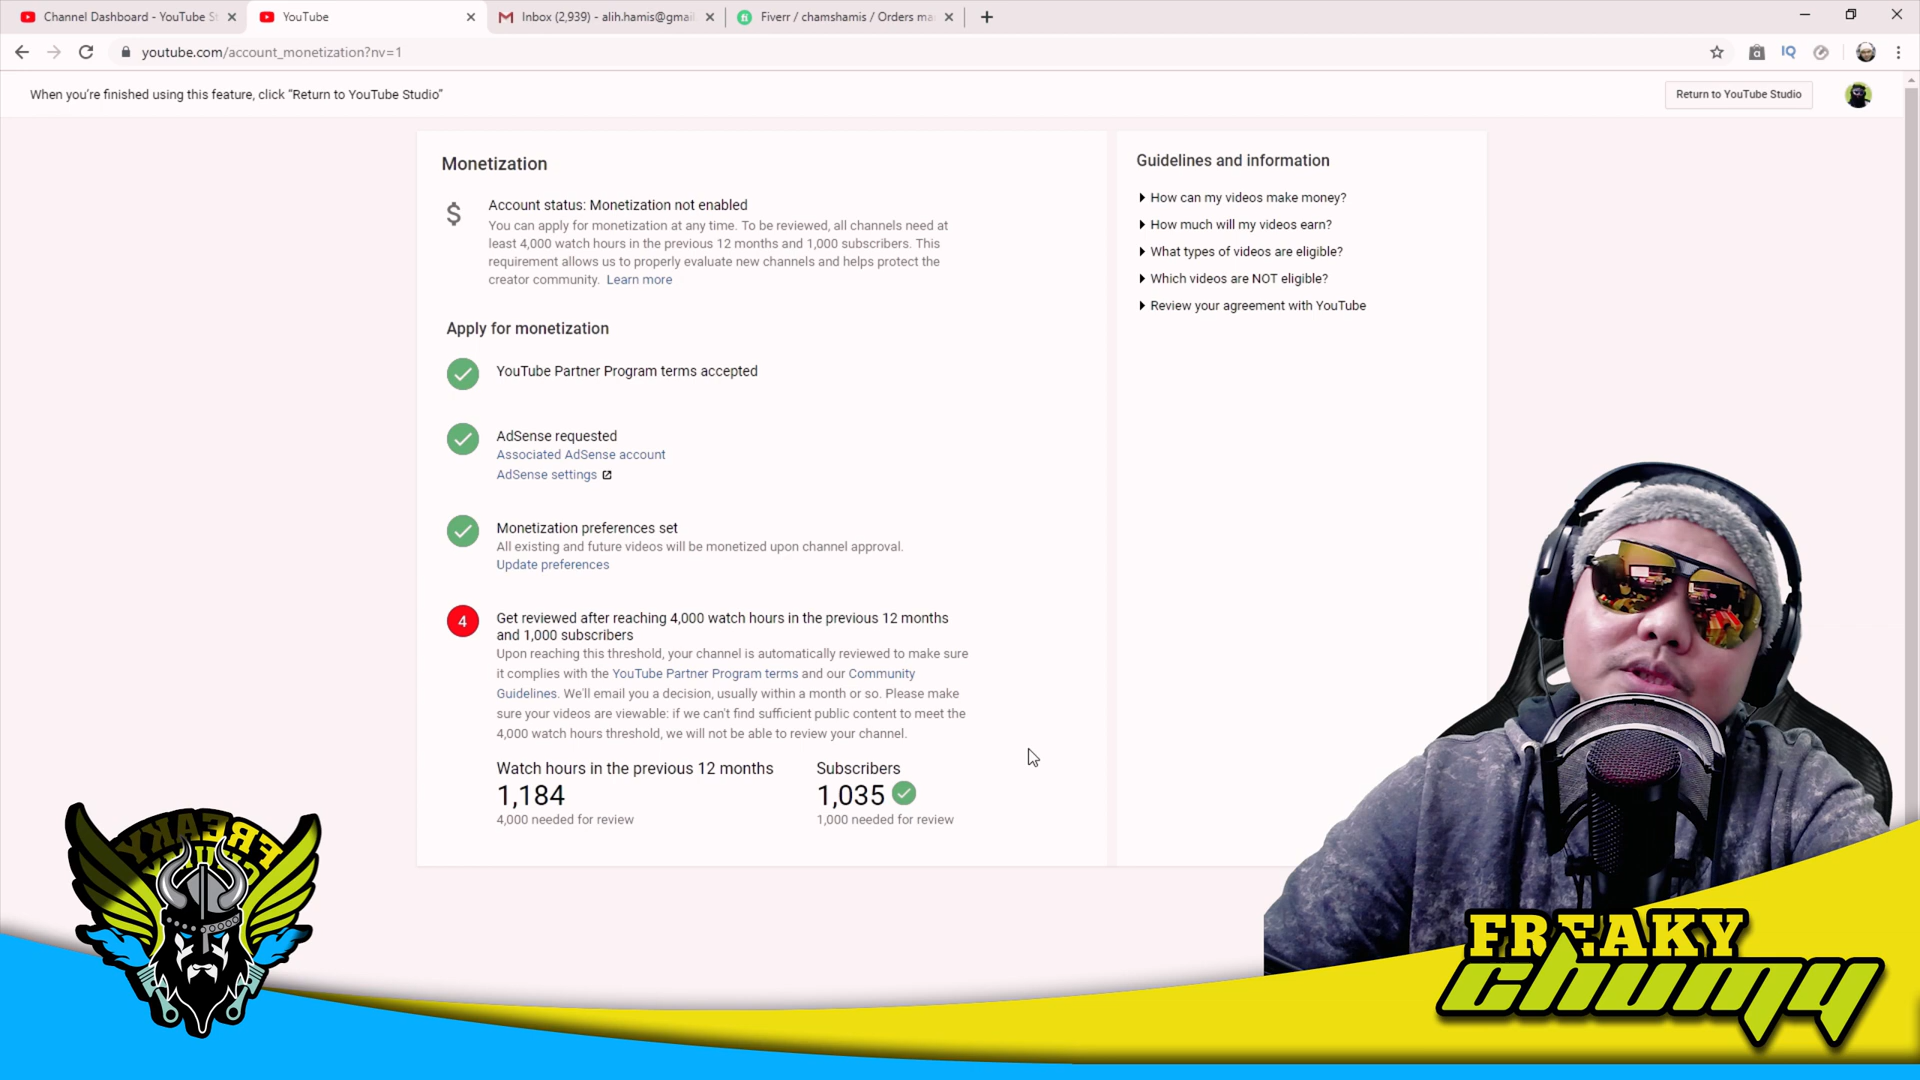 Channel Dashboard - YouTube St
YouTube
Inbox (2,939) - alih.hamis@gmai
Fiverr / chamshamis / Orders ma
youtube.com/account_monetization?nv=1
When you're finished using this feature, click "Return to YouTube Studio"
Return to YouTube Studio
Monetization
$
Account status: Monetization not enabled
You can apply for monetization at any time. To be reviewed, all channels need at
least 4,000 watch hours in the previous 12 months and 1,000 subscribers. This
requirement allows us to properly evaluate new channels and helps protect the
creator community. Learn more
Apply for monetization
YouTube Partner Program terms accepted
AdSense requested
Associated AdSense account
AdSense settings
Monetization preferences set
All existing and future videos will be monetized upon channel approval.
Update preferences
4
Get reviewed after reaching 4,000 watch hours in the previous 12 months
and 1,000 subscribers
Upon reaching this threshold, your channel is automatically reviewed to make sure
it complies with the YouTube Partner Program terms and our Community
Guidelines. We'll email you a decision, usually within a month or so. Please make
sure your videos are viewable: if we can't find sufficient public content to meet the
4,000 watch hours threshold, we will not be able to review your channel.
Watch hours in the previous 12 months
1,184
4,000 needed for review
Subscribers
1,035
1,000 needed for review
Guidelines and information
How can my videos make money?
How much will my videos earn?
What types of videos are eligible?
Which videos are NOT eligible?
Review your agreement with YouTube
IQ
a
FREAKY
CHUMY
FREAKY
chumy